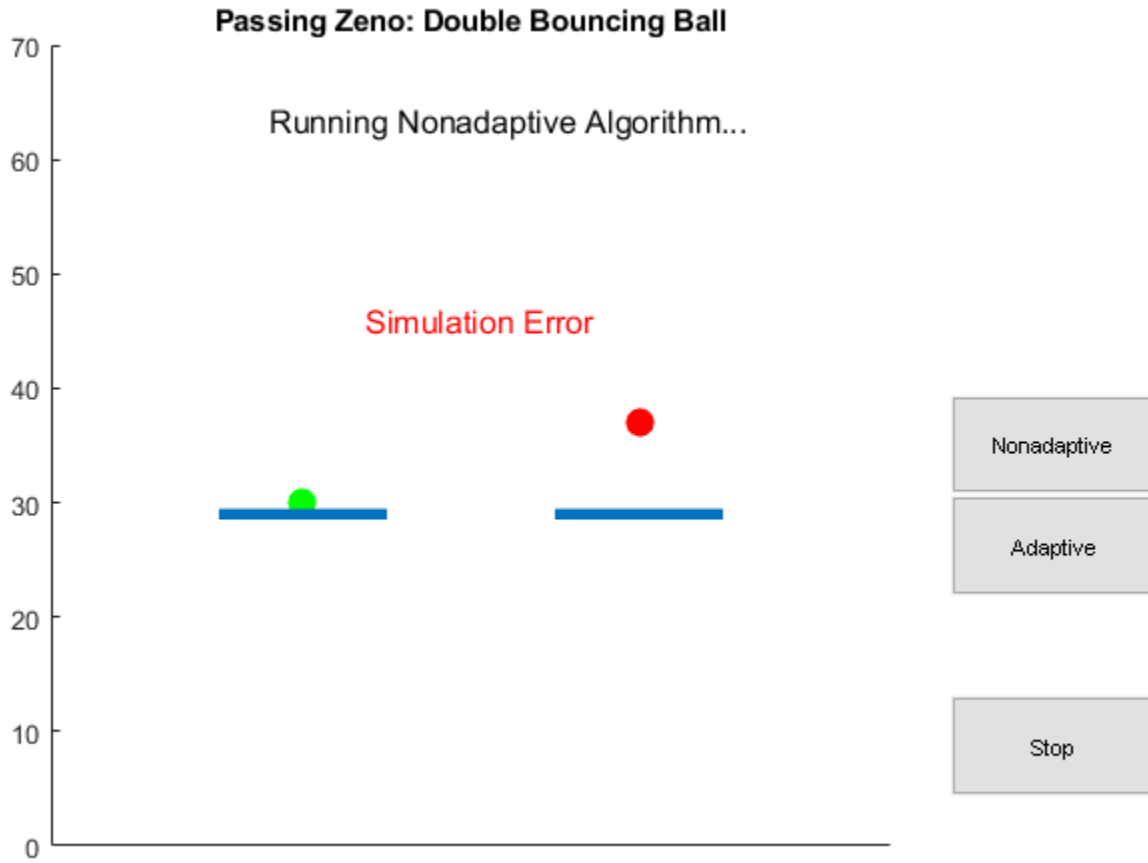 Passing Zeno: Double Bouncing Ball
70
Running Nonadaptive Algorithm...
60
50
Simulation Error
40
Nonadaptive
30
Adaptive
20
10
Stop
0